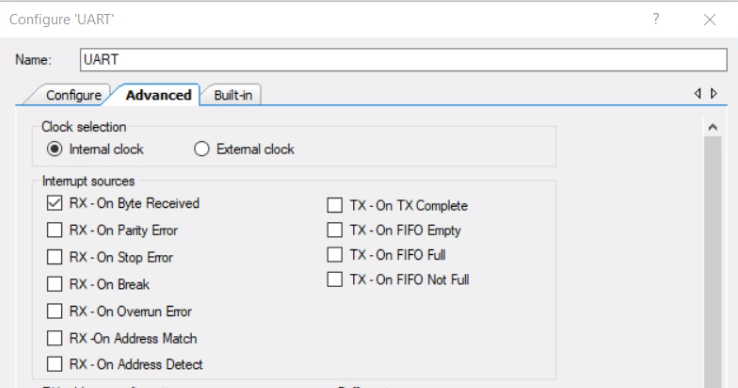 Configure 'UART'
Name: UART
Configure Advanced Built-in
Clock selection
Internal clock External clock
Interrupt sources
RX - On Byte Received
RX - On Parity Error
RX - On Stop Error
RX - On Break
RX - On Overrun Error
RX -On Address Match
RX - On Address Detect
TX - On TX Complete
TX - On FIFO Empty
TX - On FIFO Full
TX - On FIFO Not Full